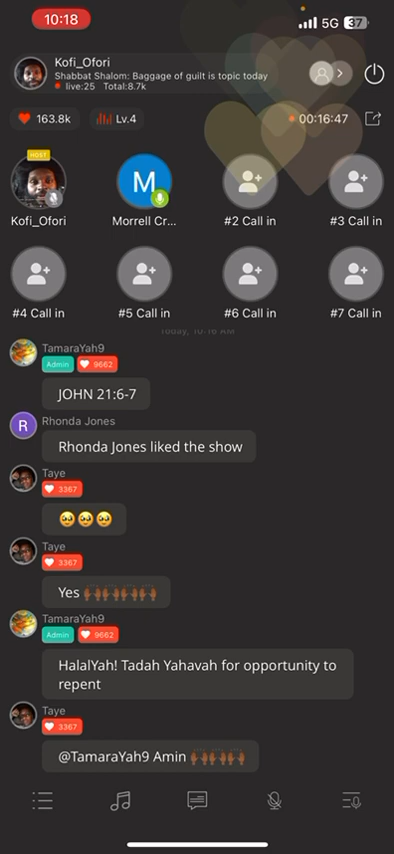 10:18
5G 37
Kofi_Ofori
Shabbat Shalom: Baggage of guilt is topic today
live:25 Total:8.7k
163.8k
Lv.4
00:16:47
HOST
M
Kofi_Ofori
Morrell Cr...
#2 Call in
#3 Call in
#4 Call in
#5 Call in
#6 Call in
#7 Call in
Today, 10:16 AM
TamaraYah9
Admin 9662
JOHN 21:6-7
R
Rhonda Jones
Rhonda Jones liked the show
Taye
3367
🥺🥺🥺
Taye
3367
Yes 🙌🏾🙌🏾🙌🏾🙌🏾🙌🏾🙌🏾
TamaraYah9
Admin 9662
HalalYah! Tadah Yahavah for opportunity to
repent
Taye
3367
@TamaraYah9 Amin 🙌🏾🙌🏾🙌🏾🙌🏾